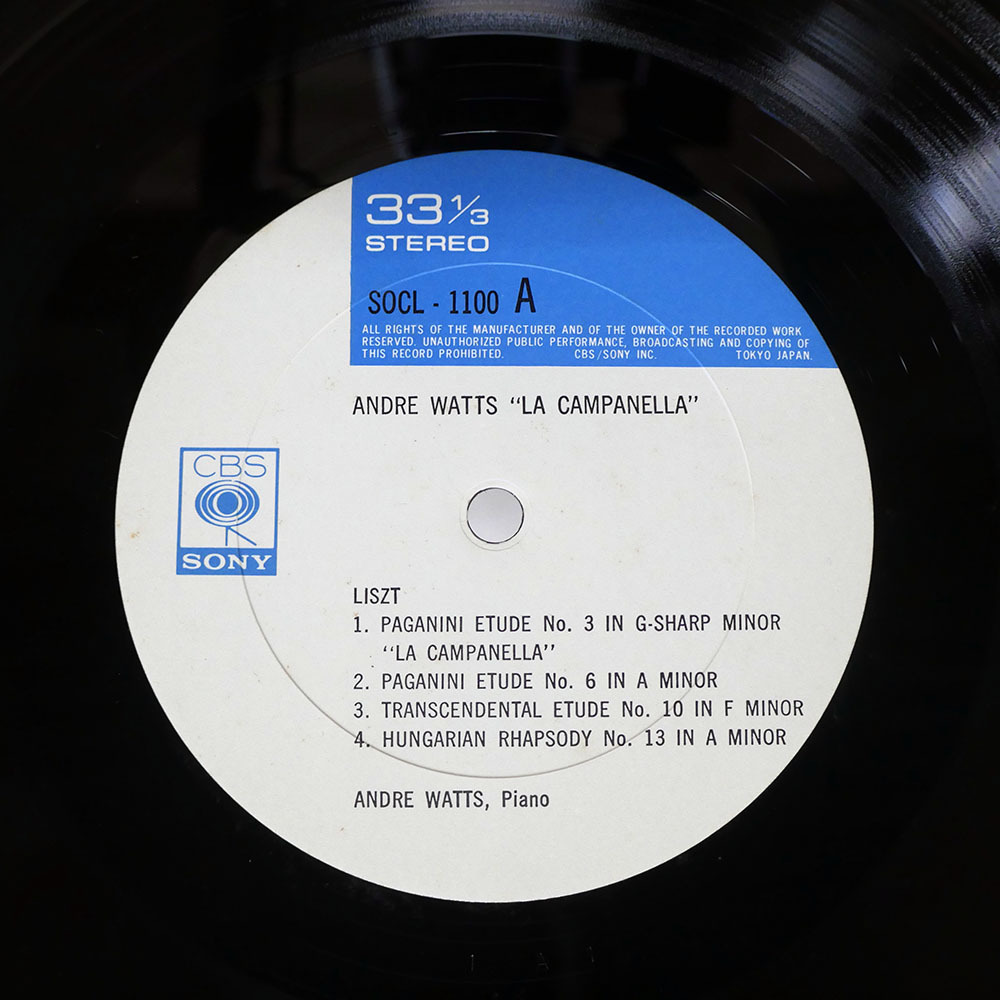 33 1/3
STEREO
SOCL - 1100 A
ALL RIGHTS OF THE MANUFACTURER AND OF THE OWNER OF THE RECORDED WORK
RESERVED. UNAUTHORIZED PUBLIC PERFORMANCE, BROADCASTING AND COPYING OF
THIS RECORD PROHIBITED. CBS/SONY INC. TOKYO JAPAN.
ANDRE WATTS “LA CAMPANELLA”
CBS
SONY
LISZT
1. PAGANINI ETUDE No. 3 IN G-SHARP MINOR
“LA CAMPANELLA”
2. PAGANINI ETUDE No. 6 IN A MINOR
3. TRANSCENDENTAL ETUDE No. 10 IN F MINOR
4. HUNGARIAN RHAPSODY No. 13 IN A MINOR
ANDRE WATTS, Piano